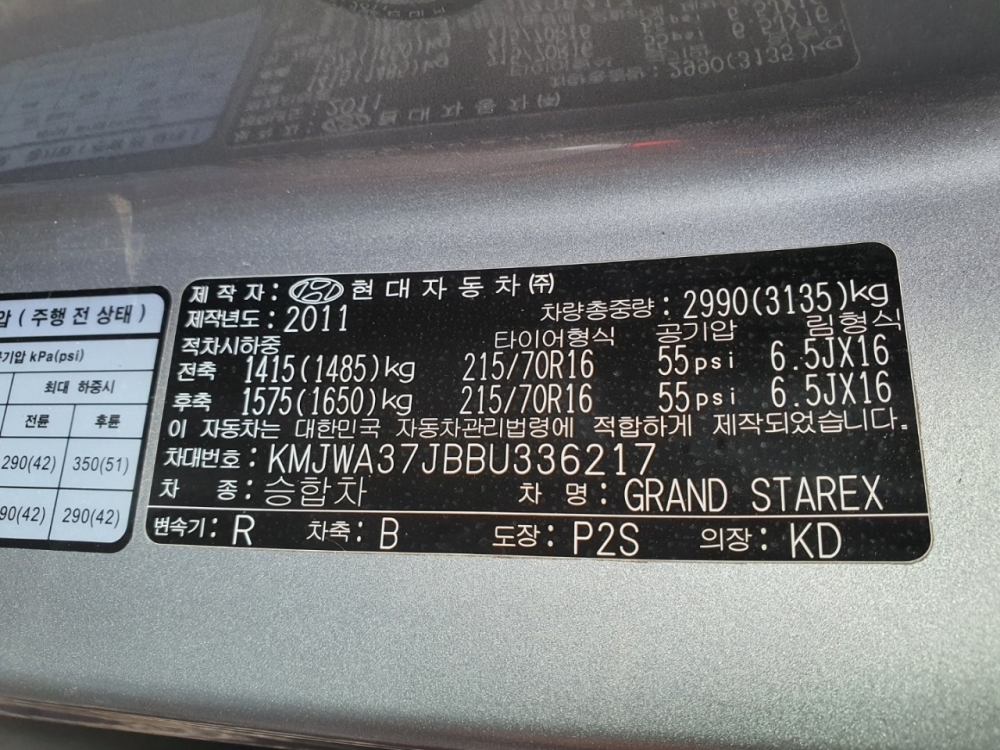 제 작 자 : 현 대 자 동 차 ㈜
제작년도 : 2011 차량총중량 : 2990(3135)kg
적차시하중 타이어형식 공기압 림형식
전축 1415(1485)kg 215/70R16 55psi 6.5JX16
후축 1575(1650)kg 215/70R16 55psi 6.5JX16
이 자동차는 대한민국 자동차관리법령에 적합하게 제작되었습니다.
차대번호 : KMJWA37JBBU336217
차 종 : 승합차 차 명 : GRAND STAREX
변속기 : R 차축 : B 도장 : P2S 의장 : KD
압 ( 주행 전 상태 )
기압 kPa(psi)
최대 하중시
전륜 후륜
290(42) 350(51)
90(42) 290(42)